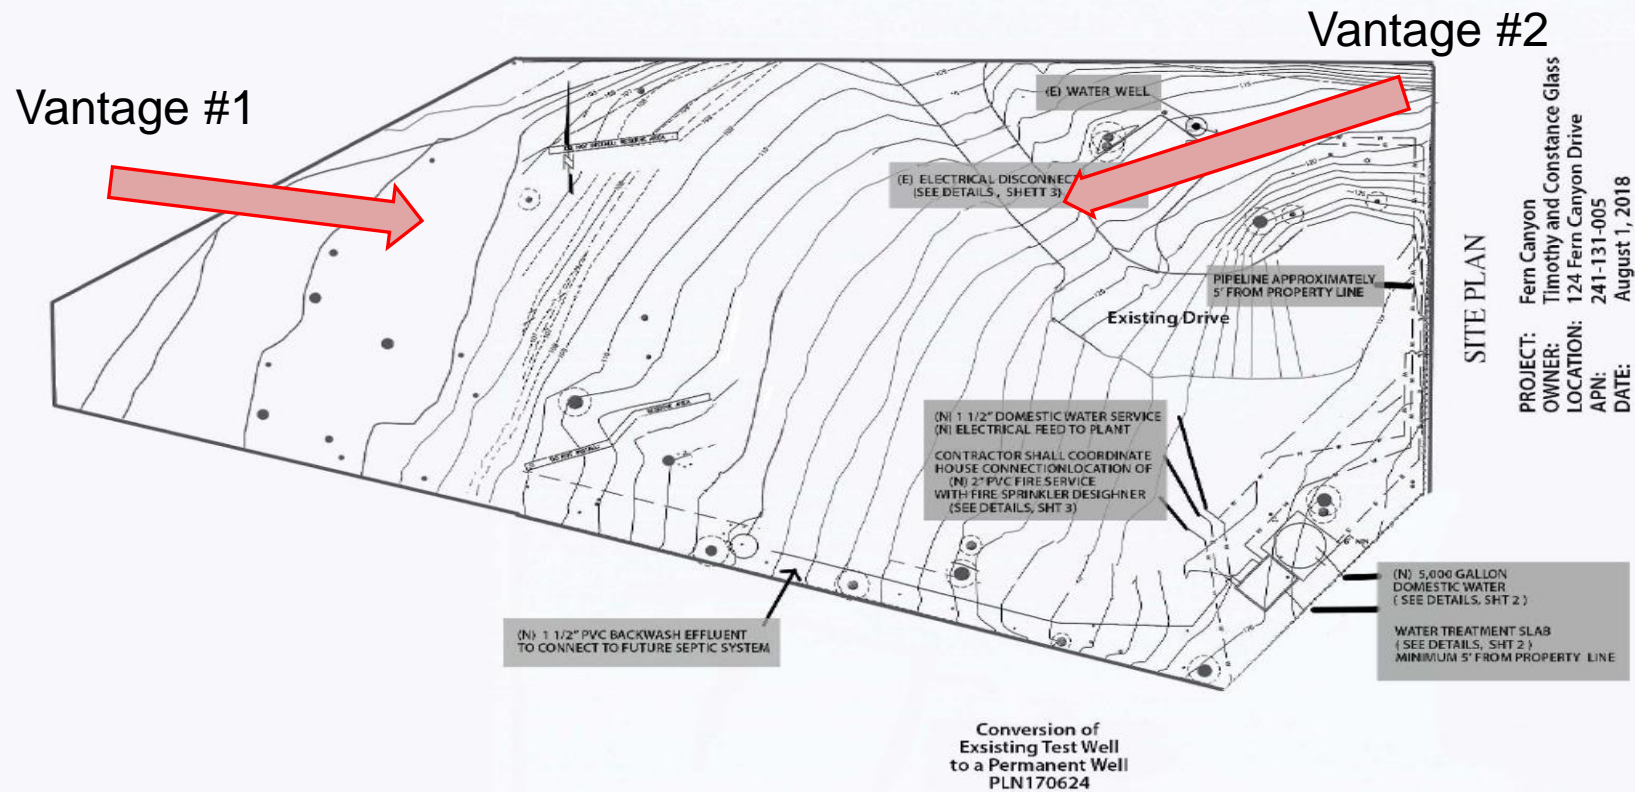 Vantage #1
Vantage #2
(E) WATER WELL
(E) ELECTRICAL DISCONNECT
(SEE DETAILS , SHETT 3)
PIPELINE APPROXIMATELY
5' FROM PROPERTY LINE
Existing Drive
RESERVE AREA
(N) 1 1/2" DOMESTIC WATER SERVICE
(N) ELECTRICAL FEED TO PLANT
CONTRACTOR SHALL COORDINATE
HOUSE CONNECTIONLOCATION OF
(N) 2" PVC FIRE SERVICE
WITH FIRE SPRINKLER DESIGHNER
(SEE DETAILS, SHT 3)
(N) 1 1/2" PVC BACKWASH EFFLUENT
TO CONNECT TO FUTURE SEPTIC SYSTEM
(N) 5,000 GALLON
DOMESTIC WATER
( SEE DETAILS, SHT 2 )
WATER TREATMENT SLAB
( SEE DETAILS, SHT 2 )
MINIMUM 5' FROM PROPERTY LINE
SITE PLAN
PROJECT: Fern Canyon
OWNER: Timothy and Constance Glass
LOCATION: 124 Fern Canyon Drive
APN: 241-131-005
DATE: August 1, 2018
Conversion of
Exsisting Test Well
to a Permanent Well
PLN170624